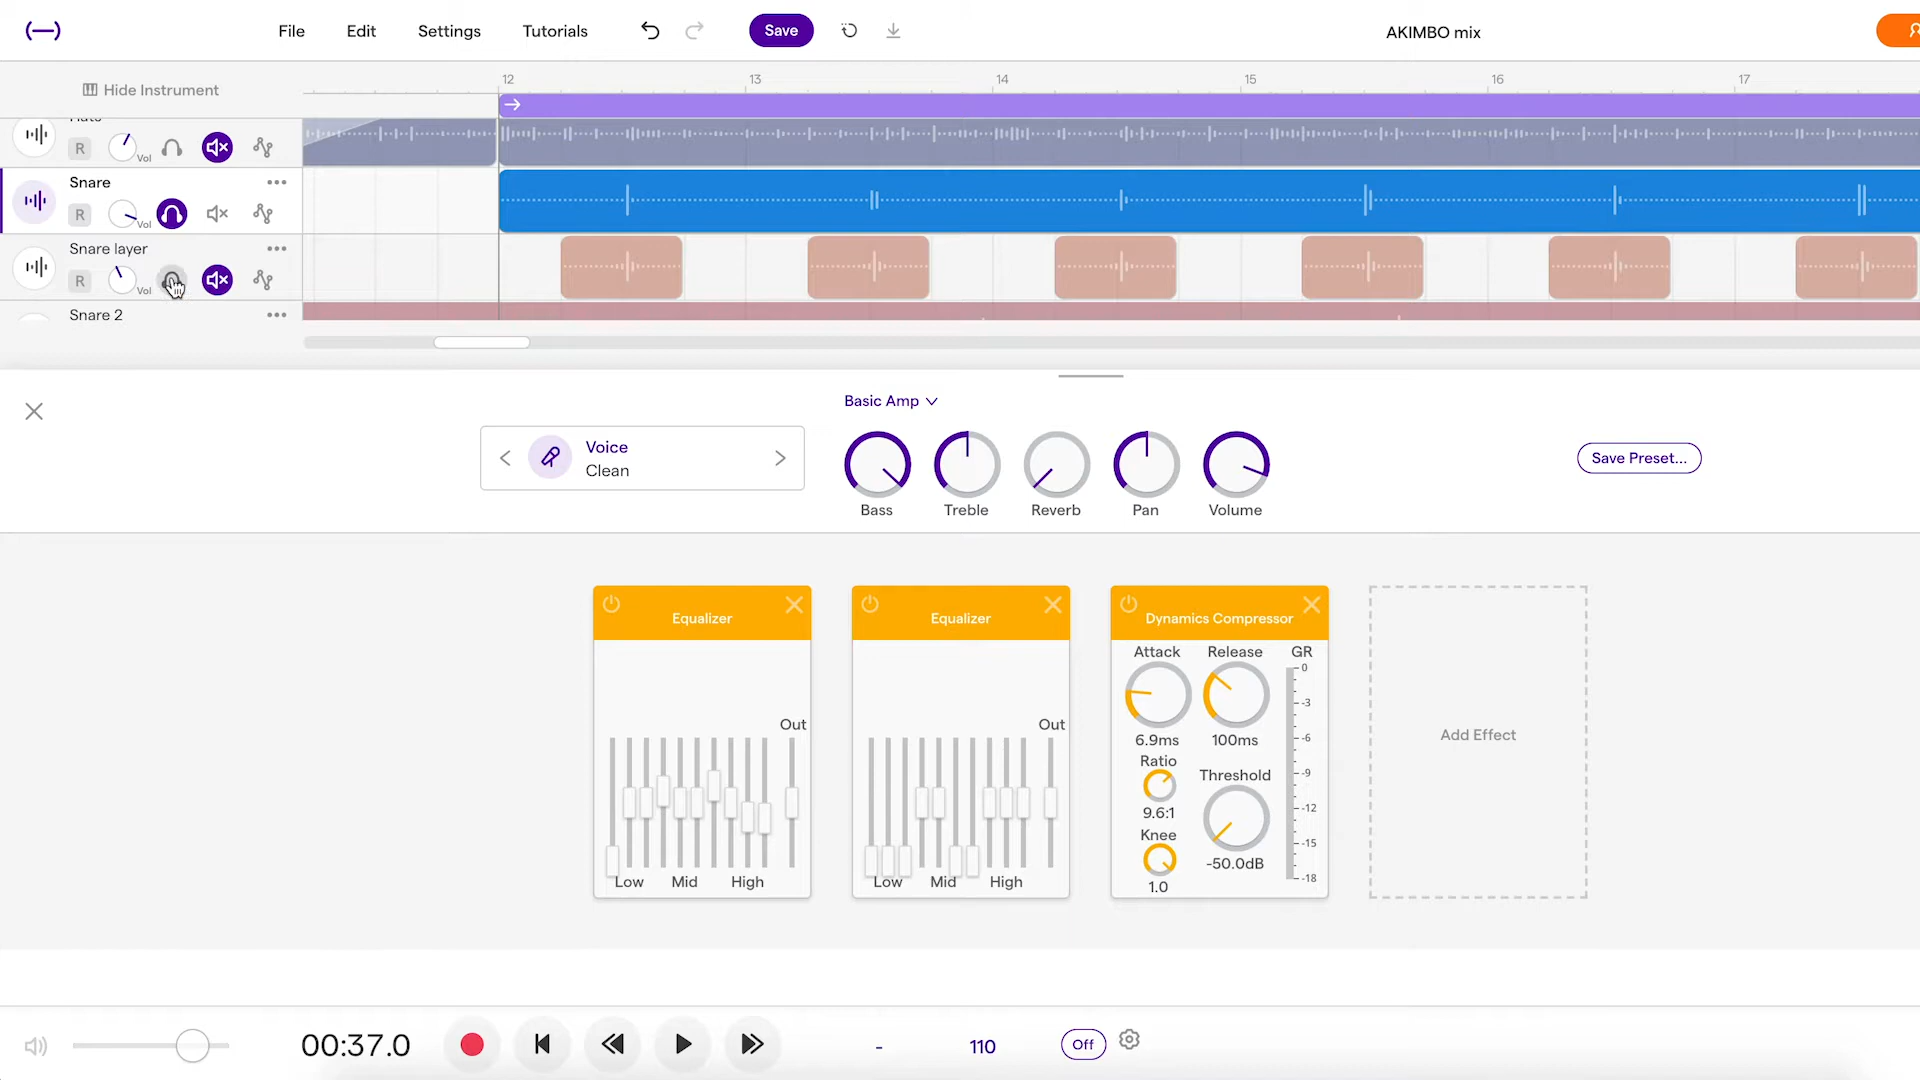 File Edit Settings Tutorials Save AKIMBO mix
Hide Instrument 12 13 14 15 16 17
Hats
R Vol
Snare
R Vol
Snare layer
R Vol
Snare 2
Basic Amp
Voice
Clean
Save Preset...
Bass Treble Reverb Pan Volume
Equalizer Equalizer Dynamics Compressor
Attack Release GR
0
-3
-6
-9
-12
-15
-18
6.9ms 100ms
Ratio
9.6:1
Threshold
-50.0dB
Knee
1.0
Out Out
Low Mid High Low Mid High
Add Effect
00:37.0 - 110 Off